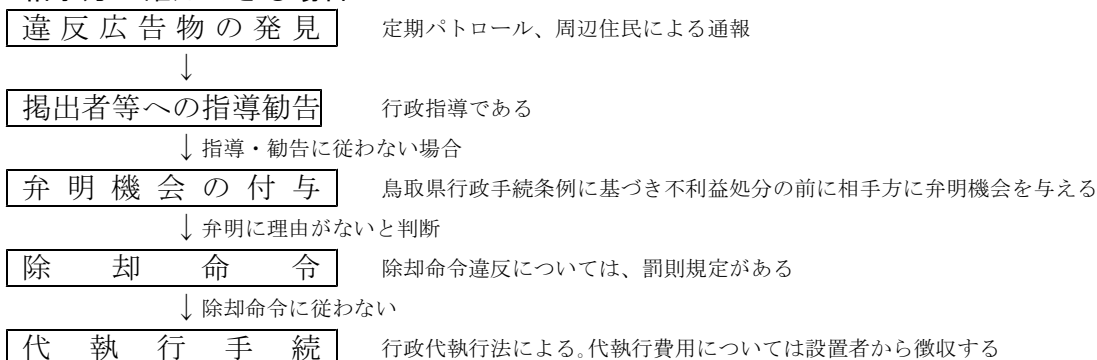 違反広告物の発見 定期パトロール、周辺住民による通報
↓
掲出者等への指導勧告 行政指導である
↓指導・勧告に従わない場合
弁明機会の付与 鳥取県行政手続条例に基づき不利益処分の前に相手方に弁明機会を与える
↓弁明に理由がないと判断
除却命令 除却命令違反については、罰則規定がある
↓除却命令に従わない
代執行手続 行政代執行法による。代執行費用については設置者から徴収する